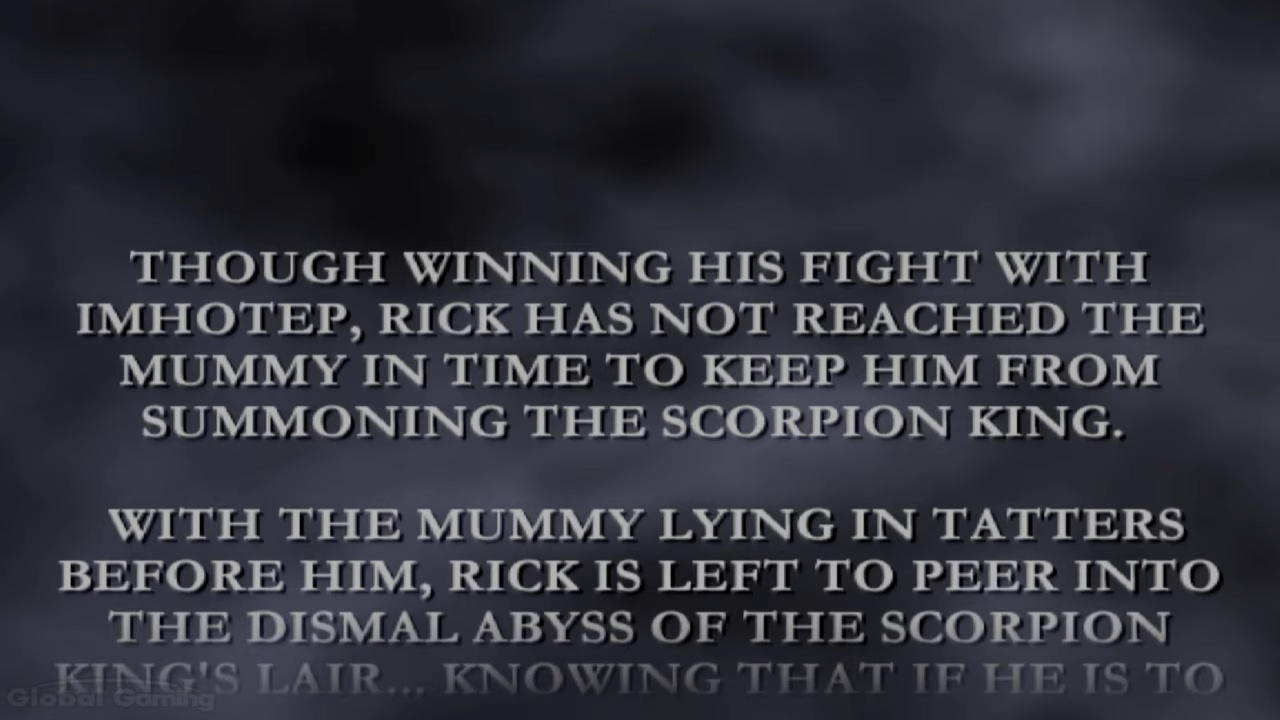 THOUGH WINNING HIS FIGHT WITH
IMHOTEP, RICK HAS NOT REACHED THE
MUMMY IN TIME TO KEEP HIM FROM
SUMMONING THE SCORPION KING.
WITH THE MUMMY LYING IN TATTERS
BEFORE HIM, RICK IS LEFT TO PEER INTO
THE DISMAL ABYSS OF THE SCORPION
KING'S LAIR... KNOWING THAT IF HE IS TO
Global Gaming